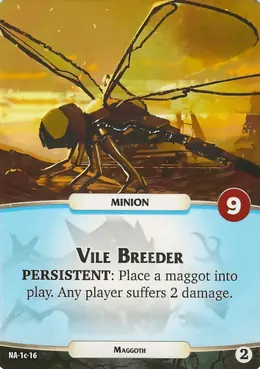 MINION
9
VILE BREEDER
PERSISTENT: Place a maggot into
play. Any player suffers 2 damage.
MAGGOTH
NA-1c-16
2